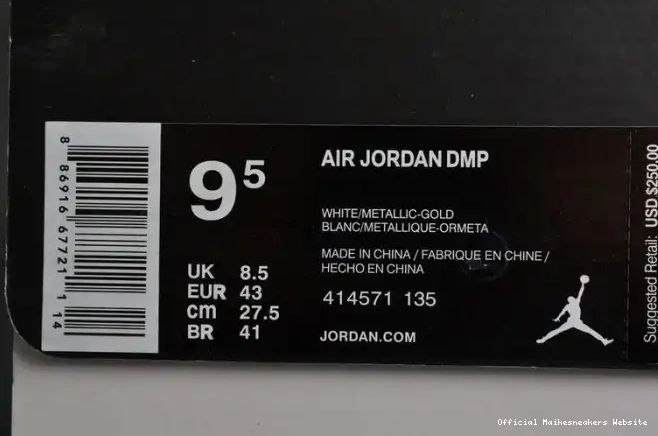 8 86916 67721 1 14
9 5
UK 8.5
EUR 43
cm 27.5
BR 41
AIR JORDAN DMP
WHITE/METALLIC-GOLD
BLANC/METALLIQUE-ORMETA
MADE IN CHINA / FABRIQUE EN CHINE /
HECHO EN CHINA
414571 135
JORDAN.COM
Suggested Retail: USD $250.00
Official Maikesneakers Website